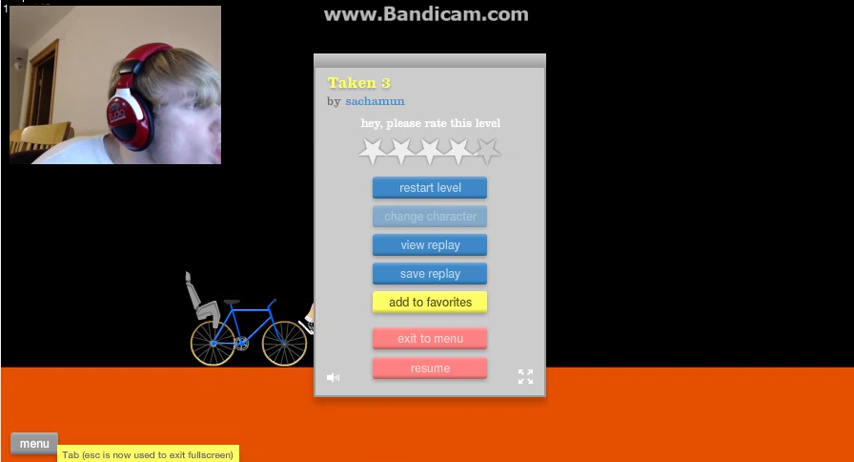 www.Bandicam.com
1
Taken 3
by sachamun
hey, please rate this level
restart level
change character
view replay
save replay
add to favorites
exit to menu
resume
menu
Tab (esc is now used to exit fullscreen)